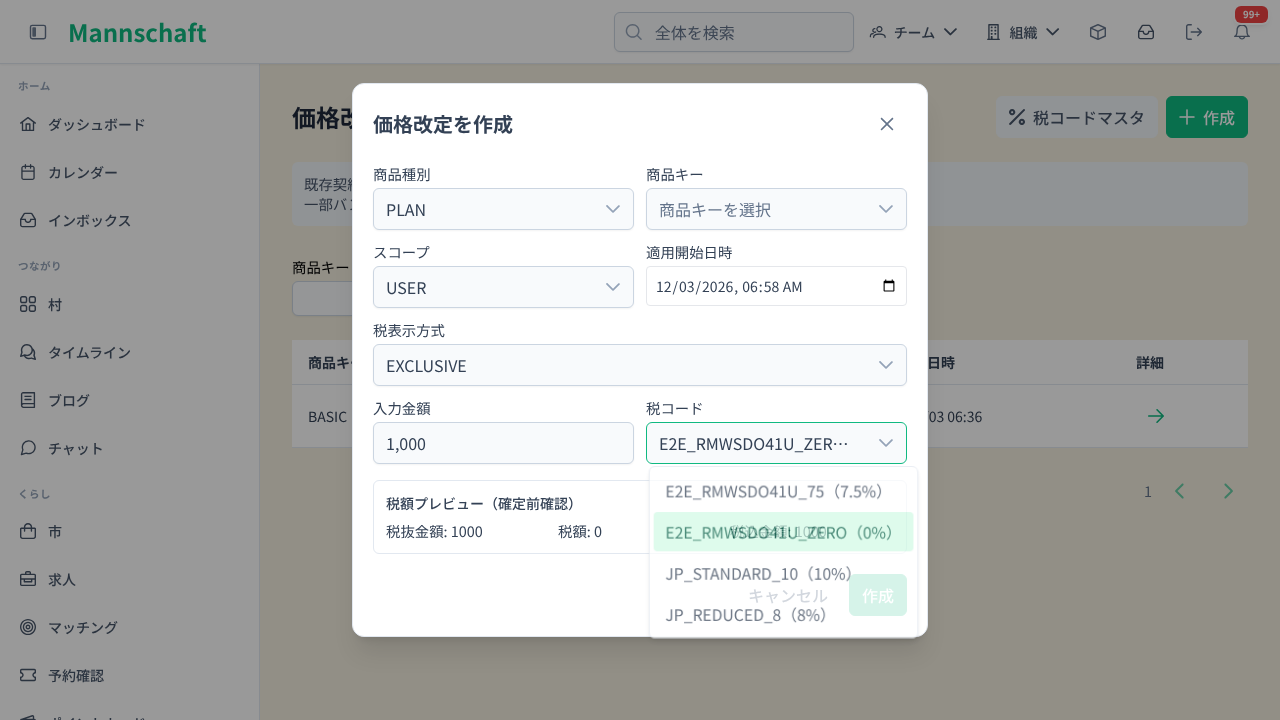 Mannschaft
全体を検索
チーム
組織
99+
ホーム
ダッシュボード
カレンダー
インボックス
つながり
村
タイムライン
ブログ
チャット
くらし
市
求人
マッチング
予約確認
価格改
税コードマスタ
作成
既存契約
一部バ
商品キー
商品キー
日時
詳細
BASIC
03 06:36
1
価格改定を作成
商品種別
商品キー
PLAN
商品キーを選択
スコープ
適用開始日時
USER
12/03/2026, 06:58 AM
税表示方式
EXCLUSIVE
入力金額
税コード
1,000
E2E_RMWSDO41U_ZER…
税額プレビュー（確定前確認）
税抜金額: 1000
税額: 0
E2E_RMWSDO41U_75（7.5%）
E2E_RMWSDO41U_ZERO（0%）
JP_STANDARD_10（10%）
JP_REDUCED_8（8%）
キャンセル
作成